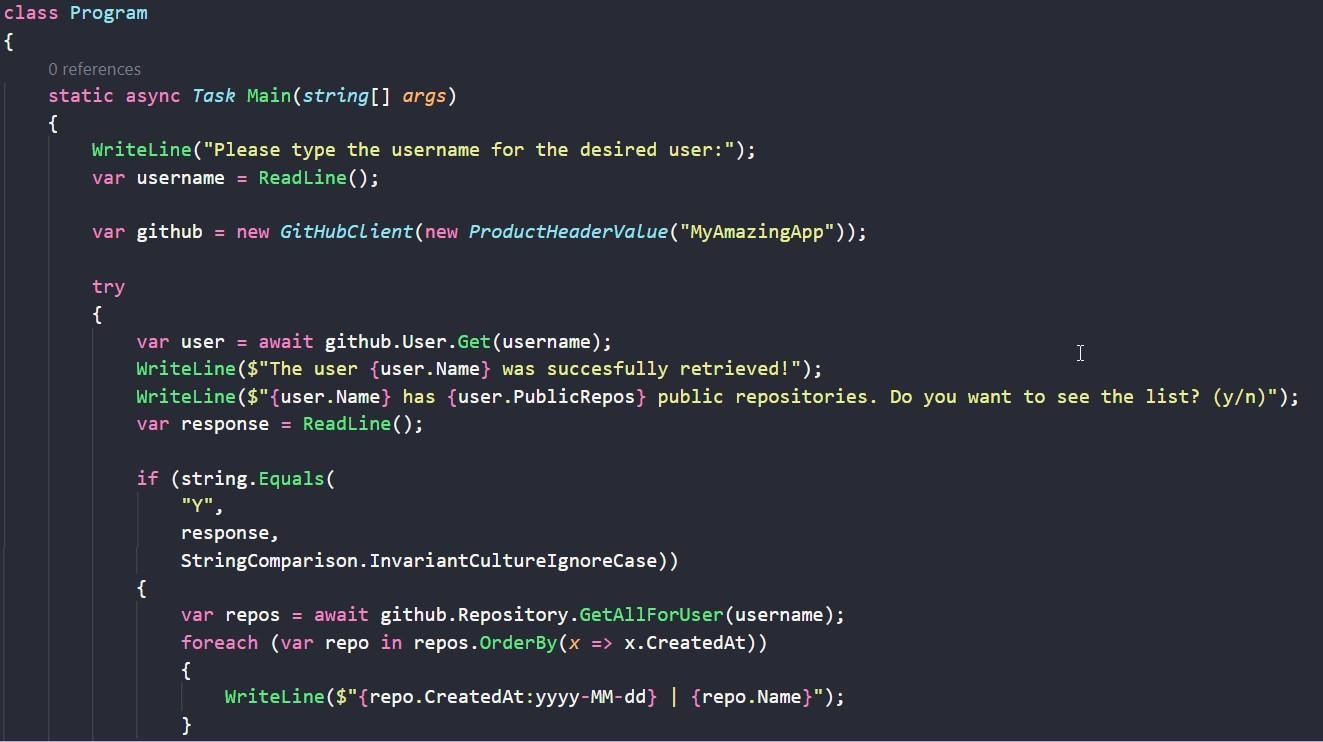 class Program
{
0 references
static async Task Main(string[] args)
{
WriteLine("Please type the username for the desired user:");
var username = ReadLine();
var github = new GitHubClient(new ProductHeaderValue("MyAmazingApp"));
try
{
var user = await github.User.Get(username);
WriteLine($"The user {user.Name} was succesfully retrieved!");
WriteLine($"{user.Name} has {user.PublicRepos} public repositories. Do you want to see the list? (y/n)");
var response = ReadLine();
if (string.Equals(
"Y",
response,
StringComparison.InvariantCultureIgnoreCase))
{
var repos = await github.Repository.GetAllForUser(username);
foreach (var repo in repos.OrderBy(x => x.CreatedAt))
{
WriteLine($"{repo.CreatedAt:yyyy-MM-dd} | {repo.Name}");
}